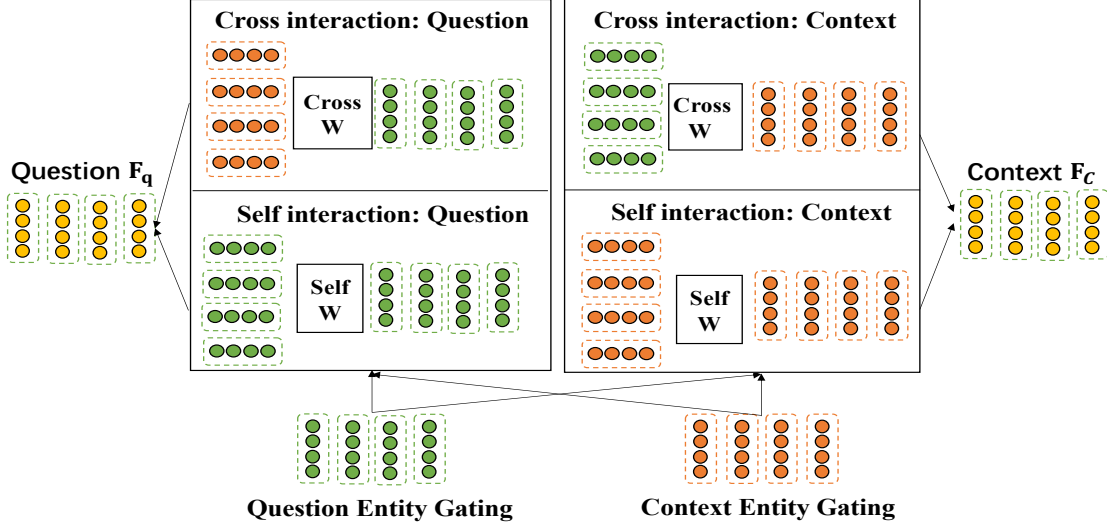 Cross interaction: Question
Cross interaction: Context
Cross
W
Cross
W
Question F_q
Context F_C
Self interaction: Question
Self interaction: Context
Self
W
Self
W
Question Entity Gating
Context Entity Gating